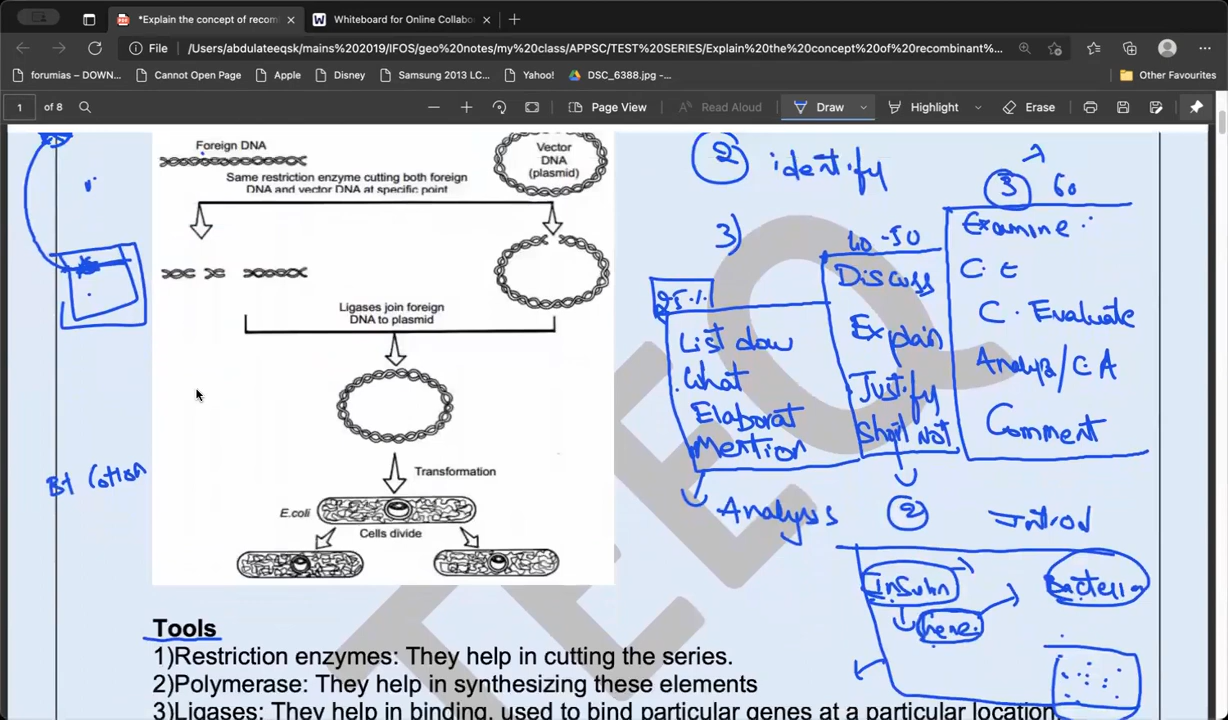 *Explain the concept of recom
Whiteboard for Online Collabo
File
/Users/abdulateeqsk/mains%202019/IFOS/geo%20notes/my%20class/APPSC/TEST%20SERIES/Explain%20the%20concept%20of%20recombinant%...
forumias — DOWN...
Cannot Open Page
Apple
Disney
Samsung 2013 LC...
Yahoo!
DSC_6388.jpg -...
Other Favourites
1 of 8
Page View
Read Aloud
Draw
Highlight
Erase
Foreign DNA
Vector
DNA
(plasmid)
Same restriction enzyme cutting both foreign
DNA and vector DNA at specific point
Ligases join foreign
DNA to plasmid
Transformation
E.coli
Cells divide
Bt Cotton
2 identify
3)
25%
List dow
What
Elaborat
Mention
Analysis
40-50
Discuss
Explain
Justify
Short Not
2
3 60
Examine
C E
C. Evaluate
Analyz/C A
Comment
Introd
Insulin
Bacteria
Gene
Tools
1)Restriction enzymes: They help in cutting the series.
2)Polymerase: They help in synthesizing these elements
3)Ligases: They help in binding, used to bind particular genes at a particular location.